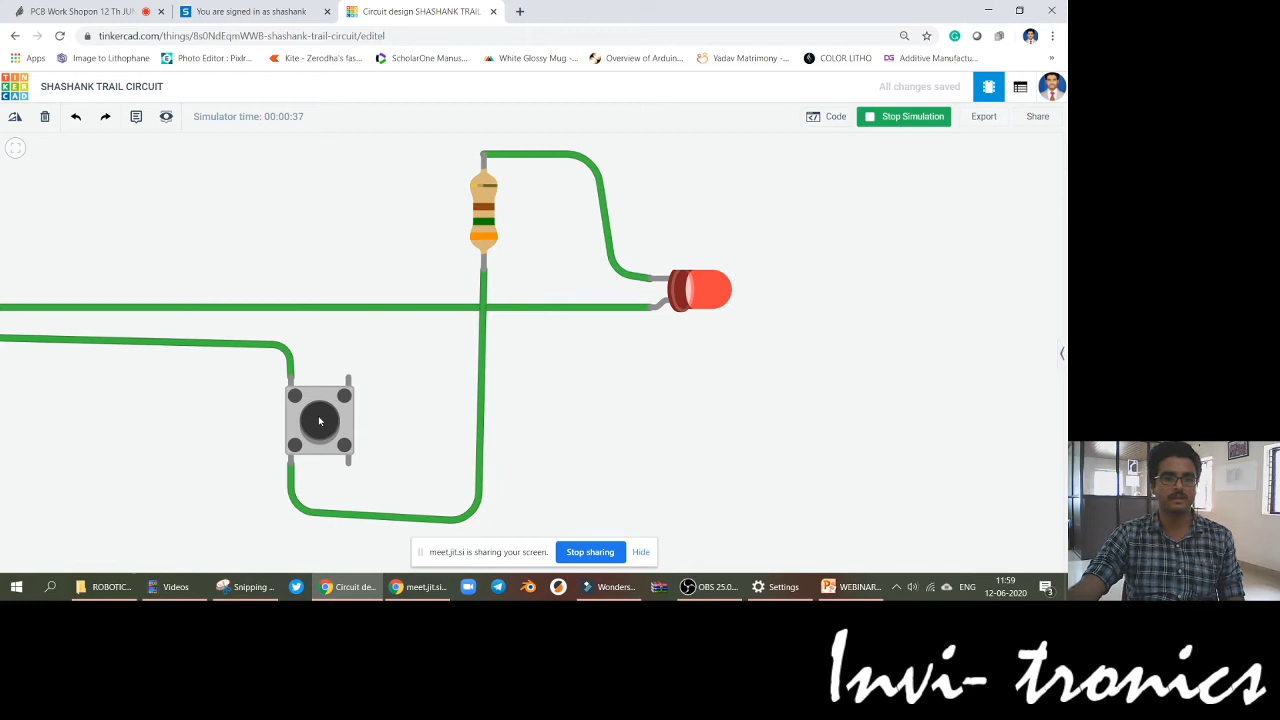 PCB Work Shopon 12 Th JUN
You are signed in as shashank
Circuit design SHASHANK TRAIL
tinkercad.com/things/8s0NdEqmWWB-shashank-trail-circuit/editel
Apps
Image to Lithophane
Photo Editor : Pixlr...
Kite - Zerodha's fas...
ScholarOne Manus...
White Glossy Mug -...
Overview of Arduin...
Yadav Matrimony -...
COLOR LITHO
Additive Manufactu...
»
TIN
KER
CAD
SHASHANK TRAIL CIRCUIT
All changes saved
Simulator time: 00:00:37
Code
Stop Simulation
Export
Share
meet.jit.si is sharing your screen.
Stop sharing
Hide
ROBOTIC...
Videos
Snipping ...
Circuit de...
meet.jit.si...
Wonders...
OBS 25.0...
Settings
WEBINAR...
ENG
11:59
12-06-2020
3
Invi- tronics